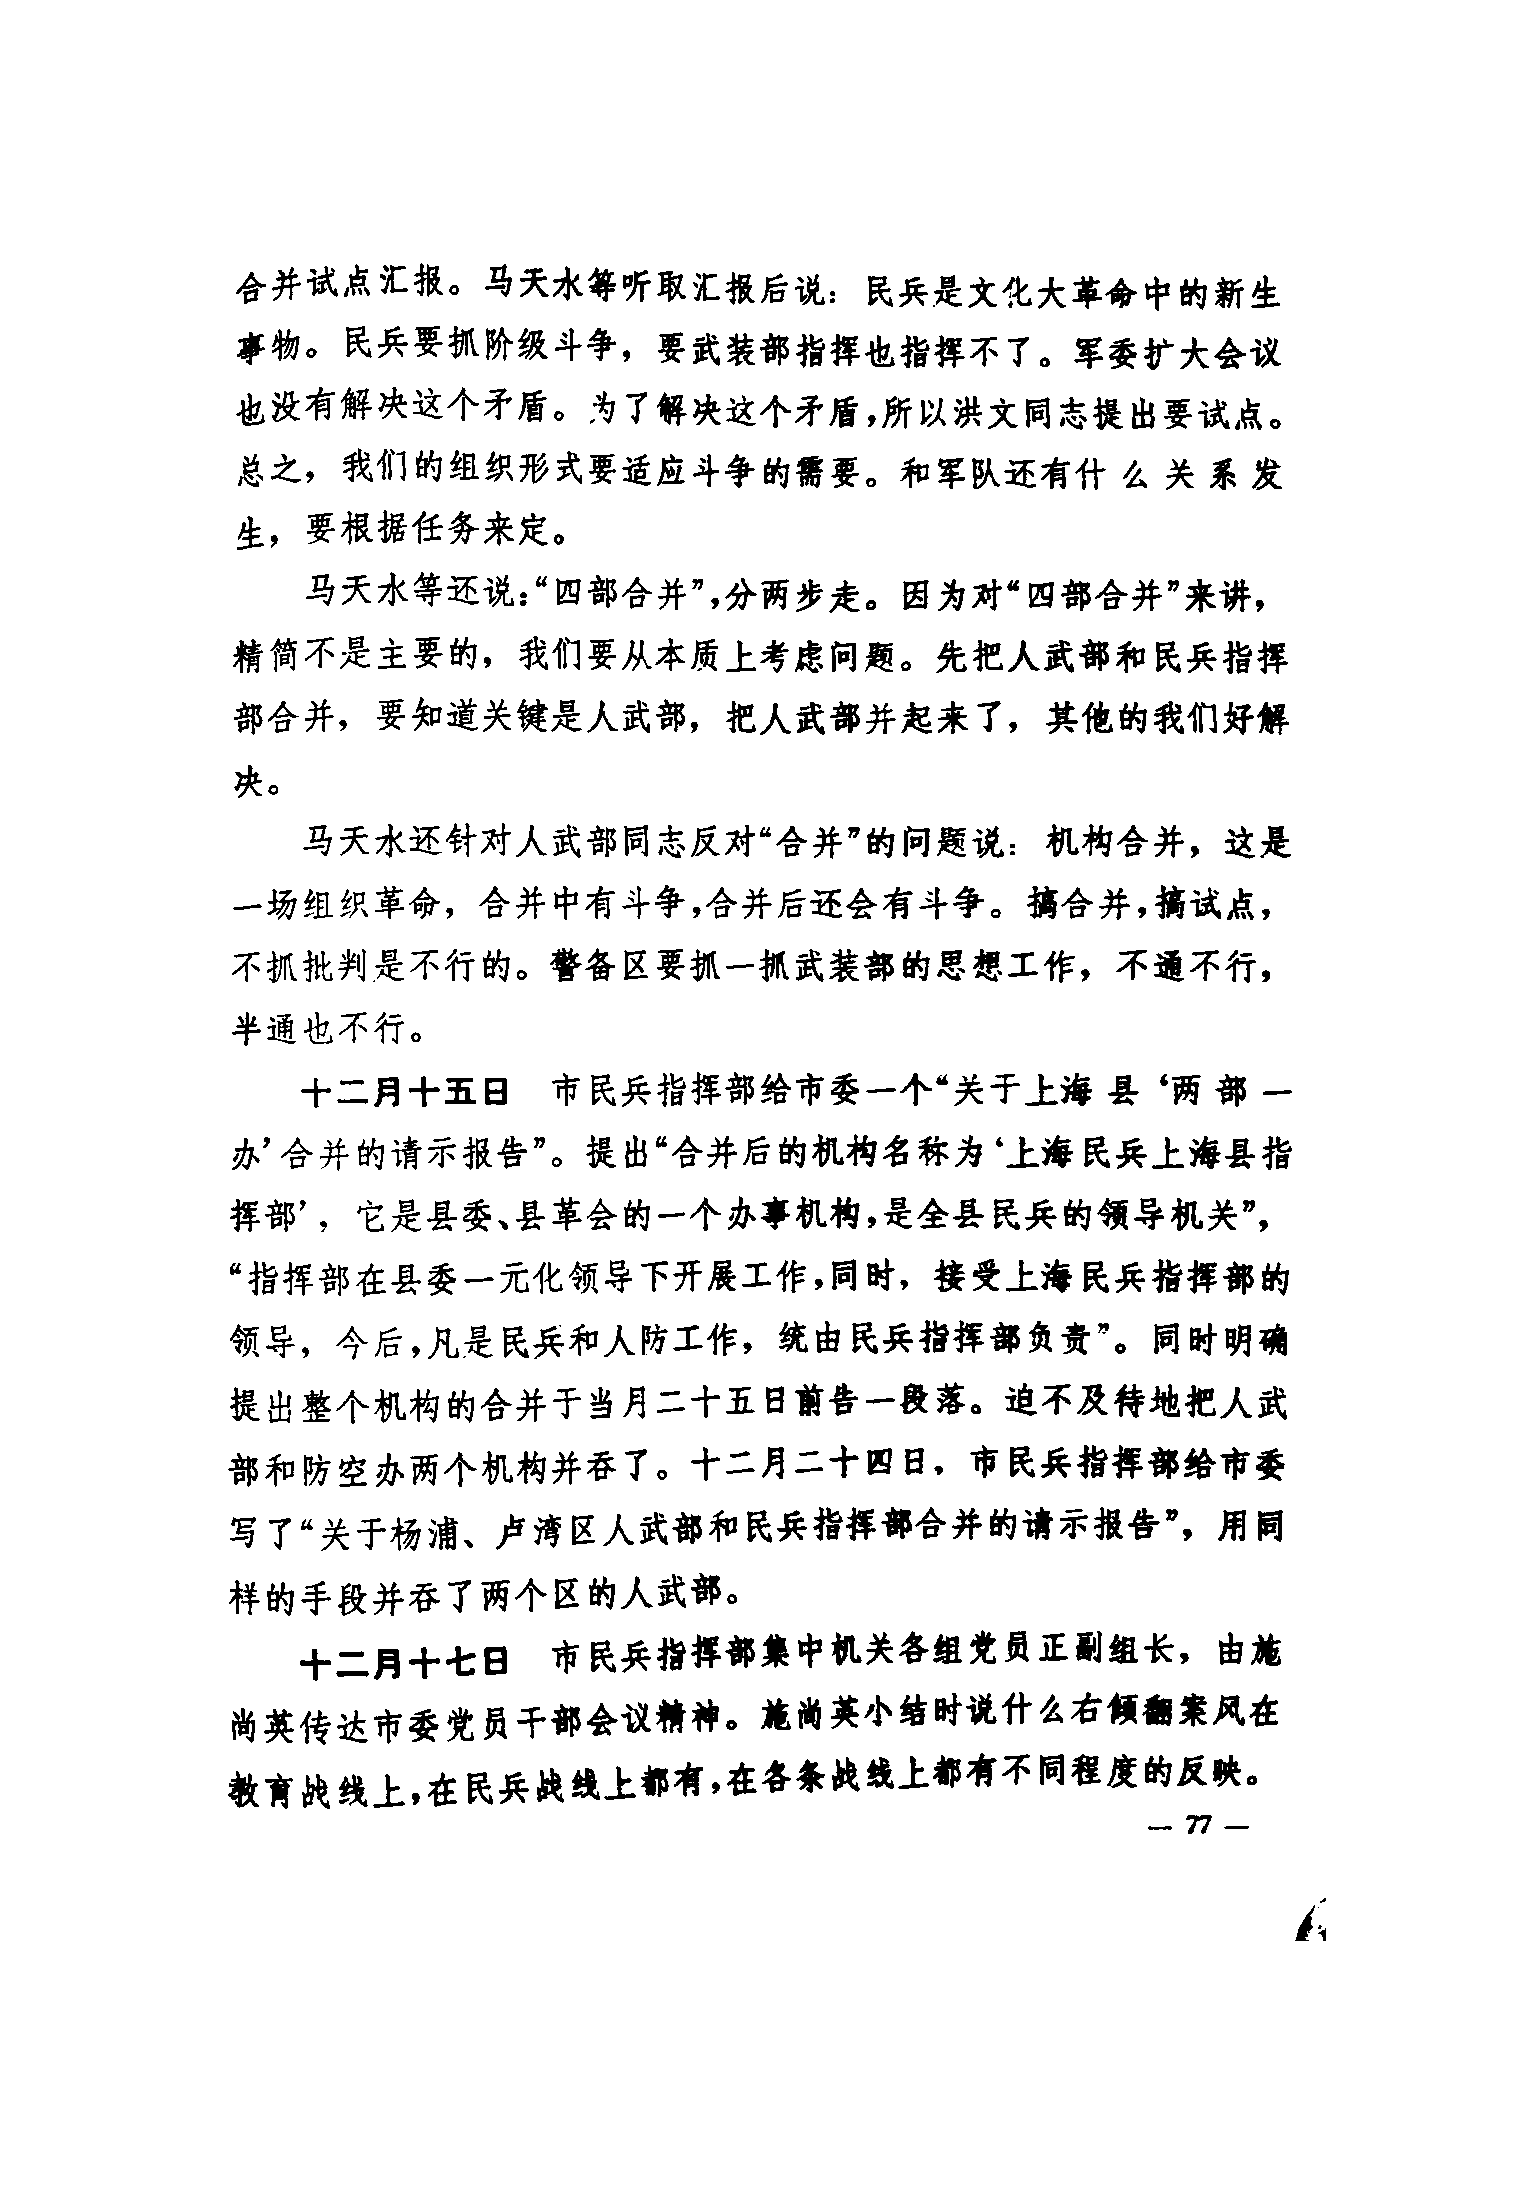 合并试点汇报。马天水等听取汇报后说：民兵是文化大革命中的新生
事物。民兵要抓阶级斗争，要武装部指挥也指挥不了。军委扩大会议
也没有解决这个矛盾。为了解决这个矛盾，所以洪文同志提出要试点。
总之，我们的组织形式要适应斗争的需要。和军队还有什么关系发
生，要根据任务来定。
马天水等还说：“四部合并”，分两步走。因为对“四部合并”来讲，
精简不是主要的，我们要从本质上考虑问题。先把人武部和民兵指挥
部合并，要知道关键是人武部，把人武部并起来了，其他的我们好解
决。
马天水还针对人武部同志反对“合并”的问题说：机构合并，这是
一场组织革命，合并中有斗争，合并后还会有斗争。搞合并，搞试点，
不抓批判是不行的。警备区要抓一抓武装部的思想工作，不通不行，
半通也不行。
十二月十五日　市民兵指挥部给市委一个“关于上海县‘两部一
办’合并的请示报告”。提出“合并后的机构名称为‘上海民兵上海县指
挥部’，它是县委、县革会的一个办事机构，是全县民兵的领导机关”，
“指挥部在县委一元化领导下开展工作，同时，接受上海民兵指挥部的
领导，今后，凡是民兵和人防工作，统由民兵指挥部负责”。同时明确
提出整个机构的合并于当月二十五日前告一段落。迫不及待地把人武
部和防空办两个机构并吞了。十二月二十四日，市民兵指挥部给市委
写了“关于杨浦、卢湾区人武部和民兵指挥部合并的请示报告”，用同
样的手段并吞了两个区的人武部。
十二月十七日　市民兵指挥部集中机关各组党员正副组长，由施
尚英传达市委党员干部会议精神。施尚英小结时说什么右倾翻案风在
教育战线上，在民兵战线上都有，在各条战线上都有不同程度的反映。
— 77 —